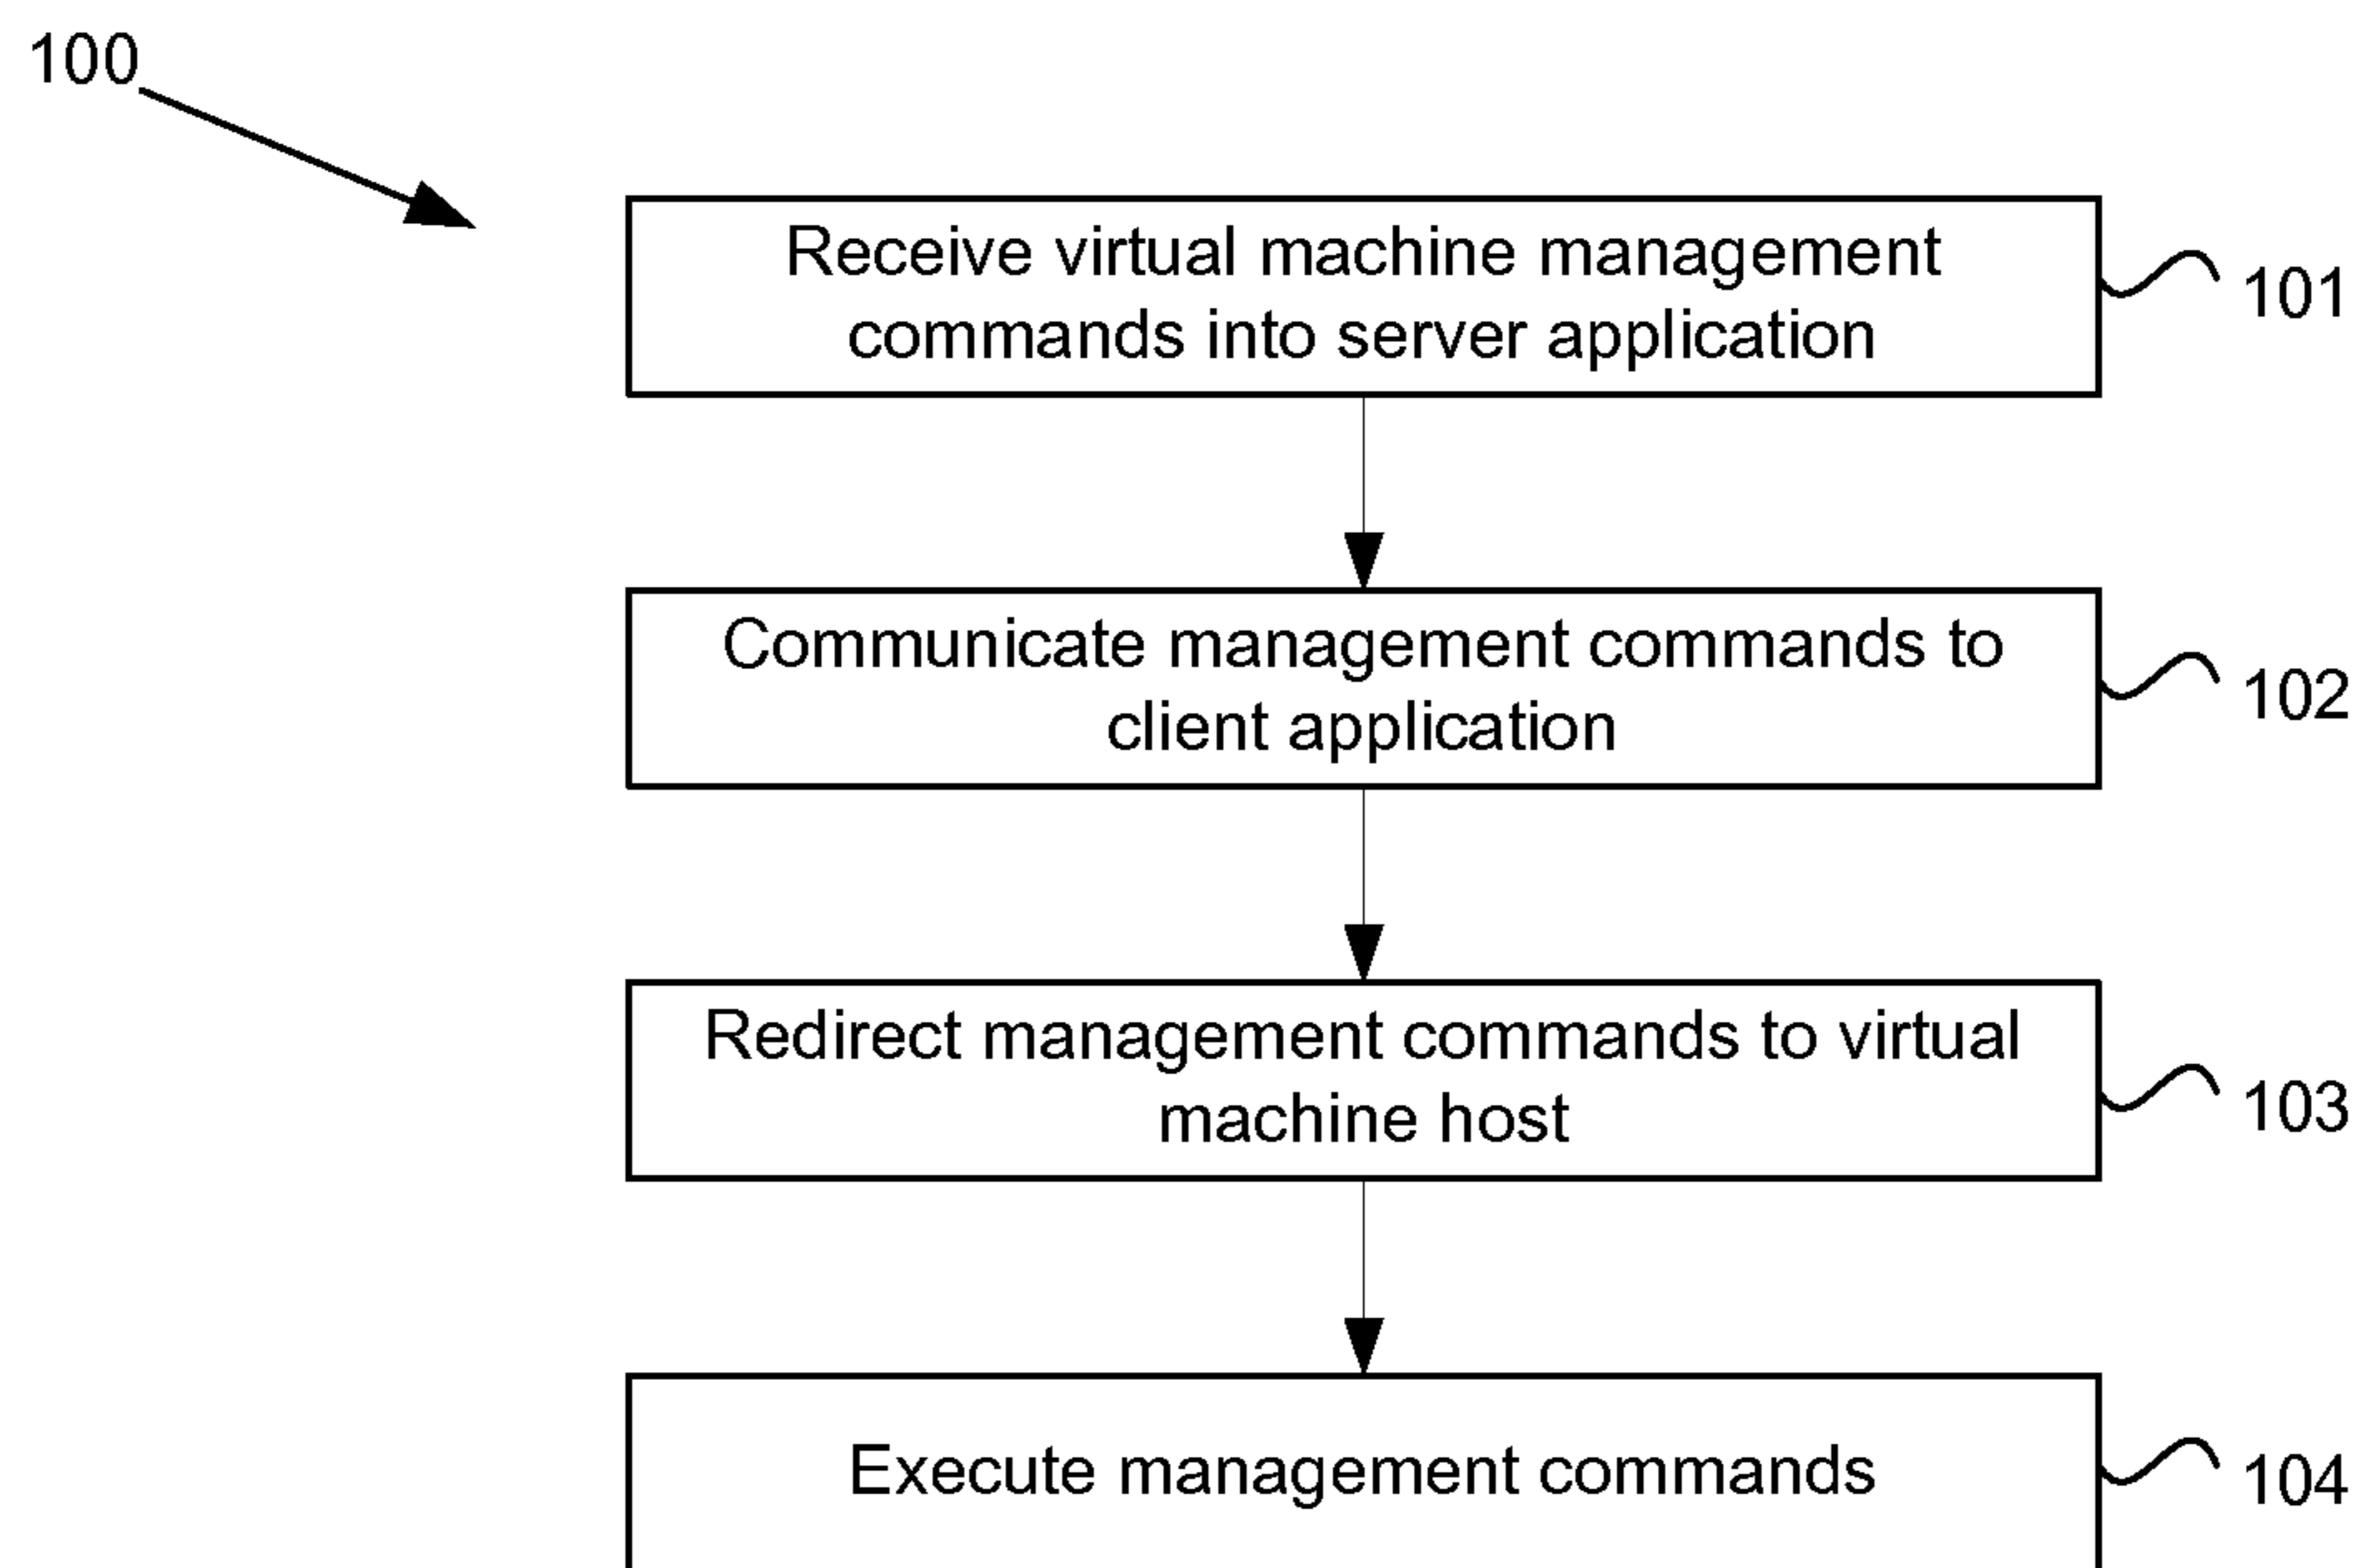 100
Receive virtual machine management
commands into server application
101
Communicate management commands to
client application
102
Redirect management commands to virtual
machine host
103
Execute management commands
104